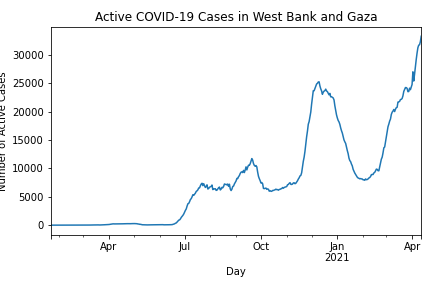 Active COVID-19 Cases in West Bank and Gaza
Number of Active Cases
30000
25000
20000
15000
10000
5000
0
Apr
Jul
Oct
Jan
2021
Apr
Day